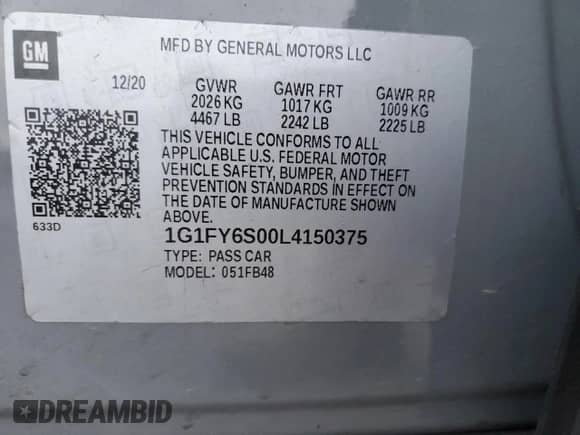 GM
MFD BY GENERAL MOTORS LLC
12/20 GVWR GAWR FRT GAWR RR
2026 KG 1017 KG 1009 KG
4467 LB 2242 LB 2225 LB
THIS VEHICLE CONFORMS TO ALL
APPLICABLE U.S. FEDERAL MOTOR
VEHICLE SAFETY, BUMPER, AND THEFT
PREVENTION STANDARDS IN EFFECT ON
THE DATE OF MANUFACTURE SHOWN
ABOVE.
633D
1G1FY6S00L4150375
TYPE: PASS CAR
MODEL: 051FB48
DREAMBID